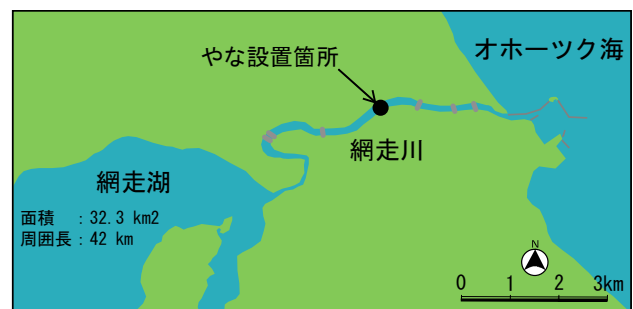 オホーツク海
やな設置箇所
網走川
網走湖
面積　：32.3 km2
周囲長：42 km
N
0 1 2 3km